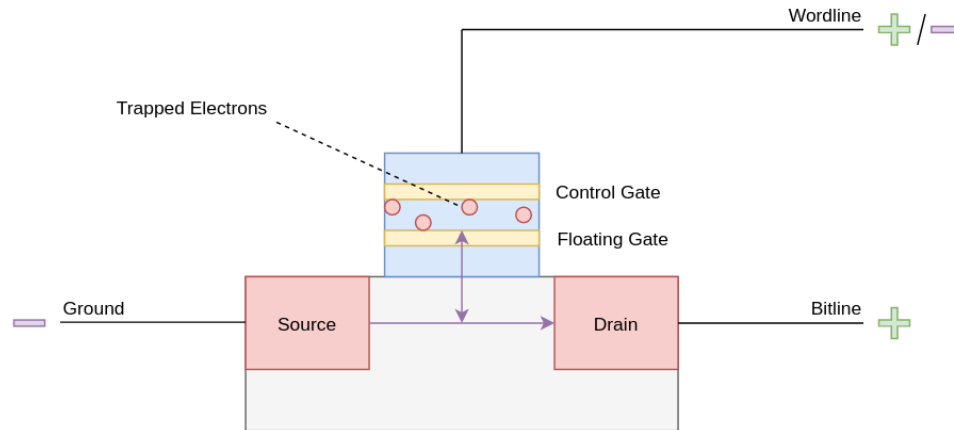 Wordline
/
Trapped Electrons
Control Gate
Floating Gate
Ground
Source
Drain
Bitline